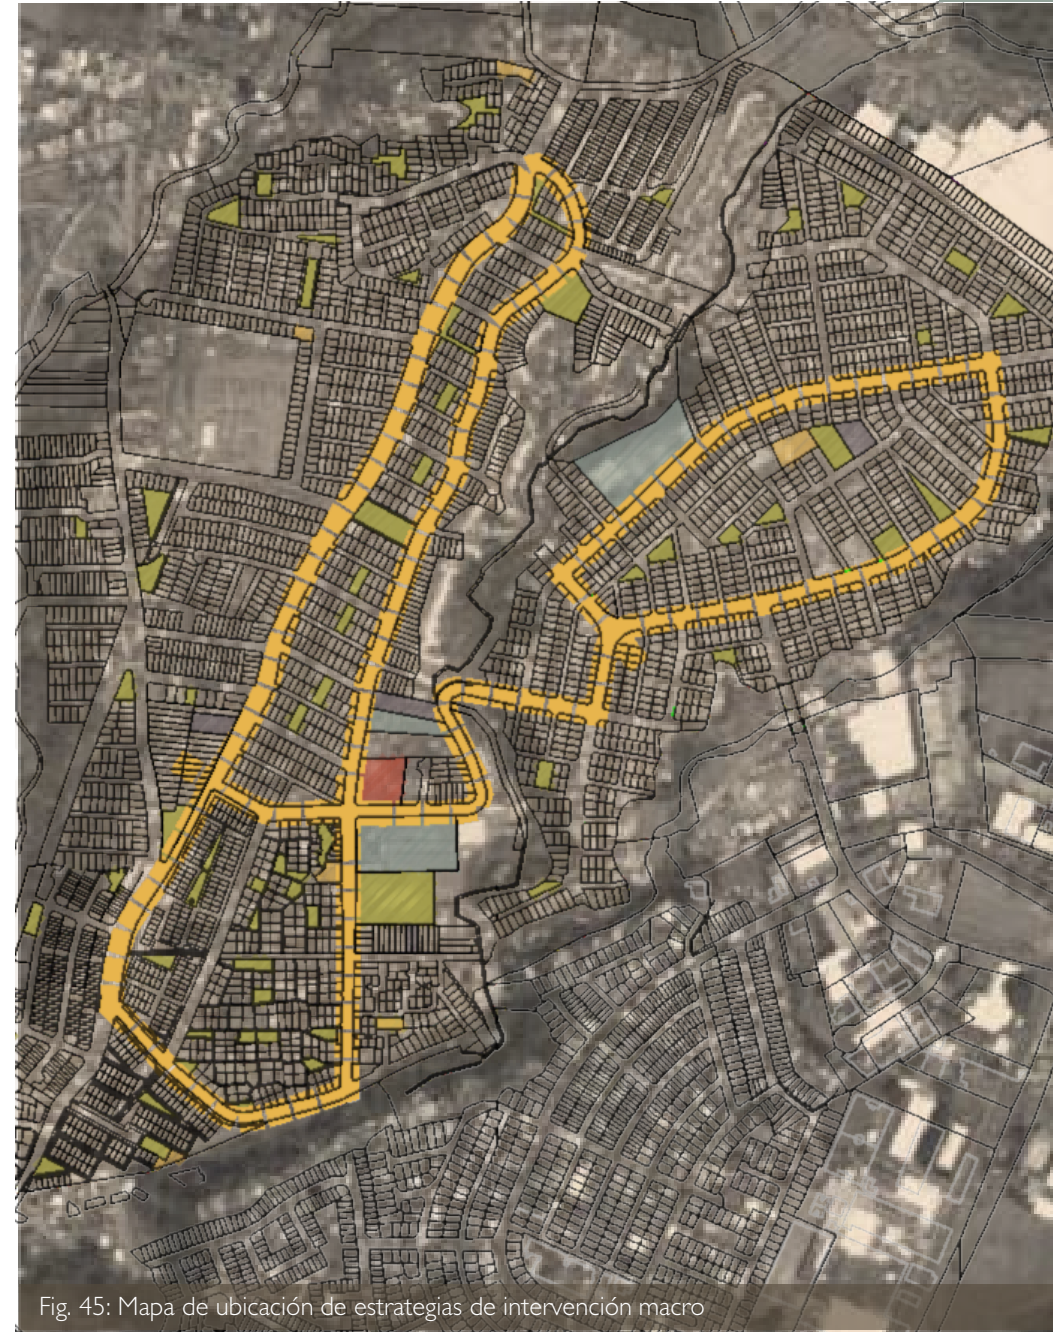 Fig. 45: Mapa de ubicación de estrategias de intervención macro